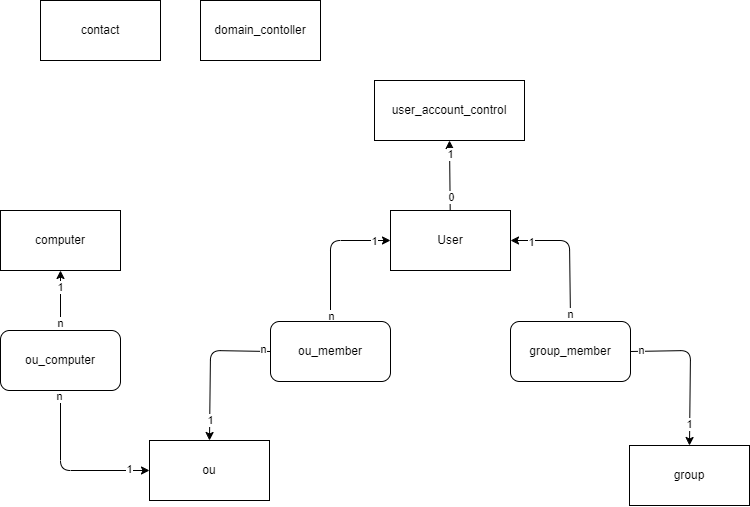 contact
domain_contoller
user_account_control
1
0
computer
User
1
1
1
n
n
n
ou_computer
ou_member
group_member
n
n
n
1
1
ou
1
group